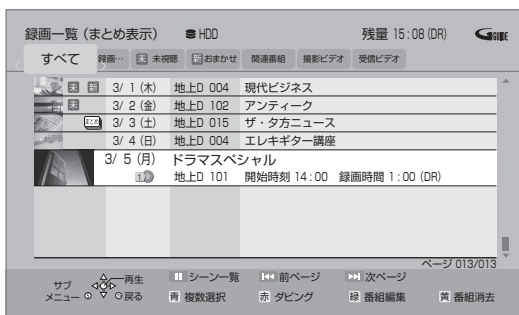 録画一覧（まとめ表示） HDD 残量 15:08(DR) G-GUIDE
すべて 録画… 未 未視聴 新 おまかせ 関連番組 撮影ビデオ 受信ビデオ
未 新 3/ 1(木) 地上D 004 現代ビジネス
未 3/ 2(金) 地上D 102 アンティーク
まとめ 3/ 3(土) 地上D 015 ザ・夕方ニュース
3/ 4(日) 地上D 004 エレキギター講座
3/ 5(月) ドラマスペシャル
地上D 101 開始時刻 14:00 録画時間 1:00 (DR)
ページ 013/013
サブメニュー 再生 戻る
シーン一覧 前ページ 次ページ
青 複数選択 赤 ダビング 緑 番組編集 黄 番組消去